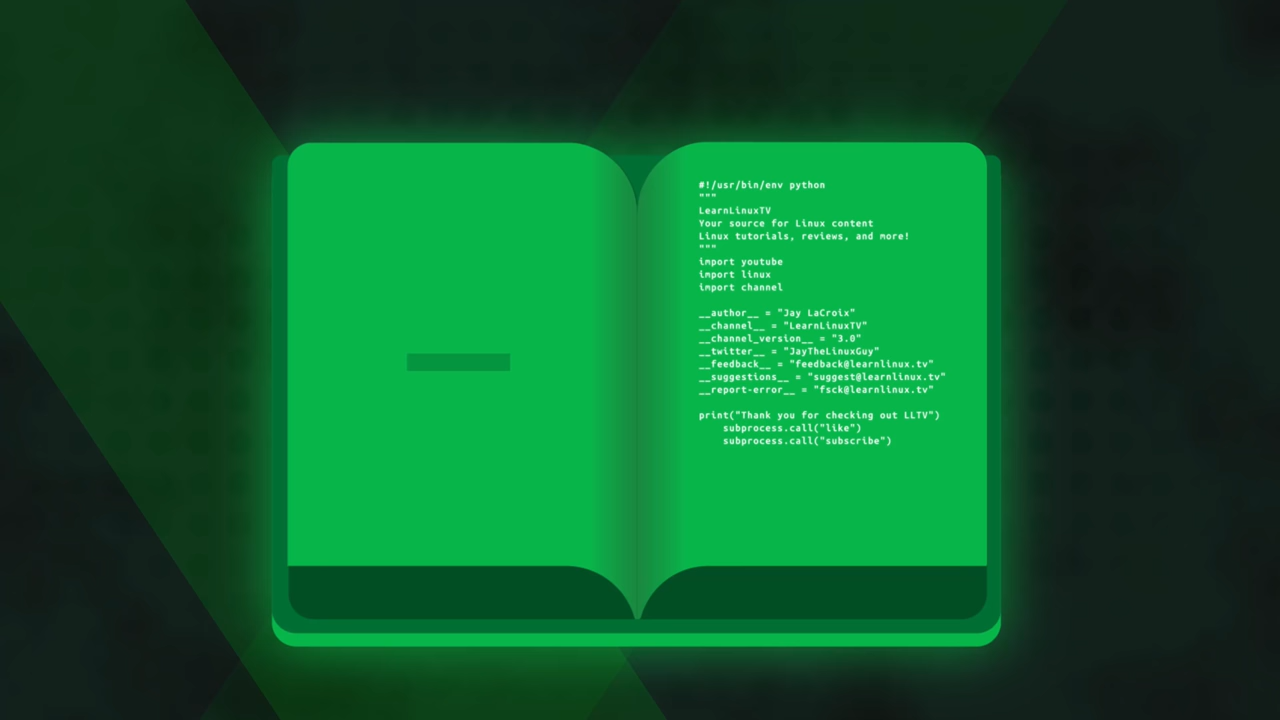 #!/usr/bin/env python
"""
LearnLinuxTV
Your source for Linux content
Linux tutorials, reviews, and more!
"""
import youtube
import linux
import channel
__author__ = "Jay LaCroix"
__channel__ = "LearnLinuxTV"
__channel_version__ = "3.0"
__twitter__ = "JayTheLinuxGuy"
__feedback__ = "feedback@learnlinux.tv"
__suggestions__ = "suggest@learnlinux.tv"
__report-error__ = "fsck@learnlinux.tv"
print("Thank you for checking out LLTV")
    subprocess.call("like")
    subprocess.call("subscribe")